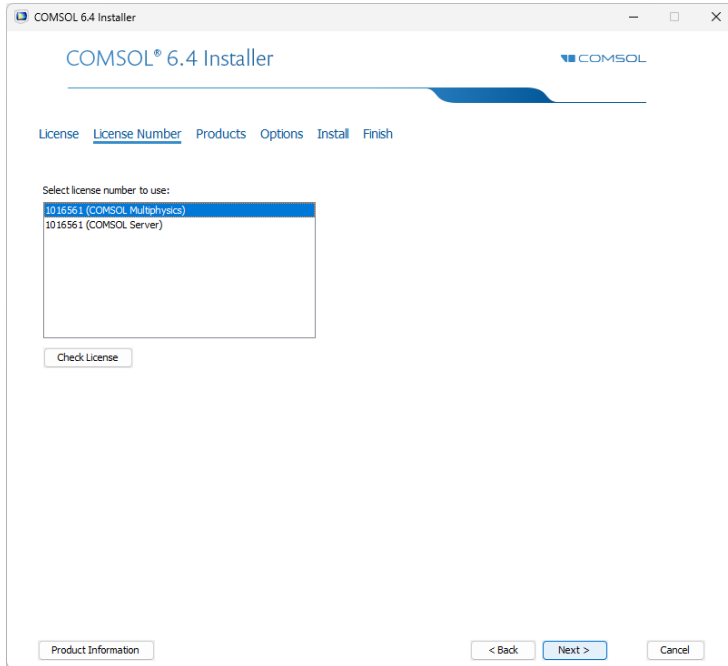 COMSOL 6.4 Installer
COMSOL® 6.4 Installer
COMSOL
License License Number Products Options Install Finish
Select license number to use:
1016561 (COMSOL Multiphysics)
1016561 (COMSOL Server)
Check License
Product Information < Back Next > Cancel